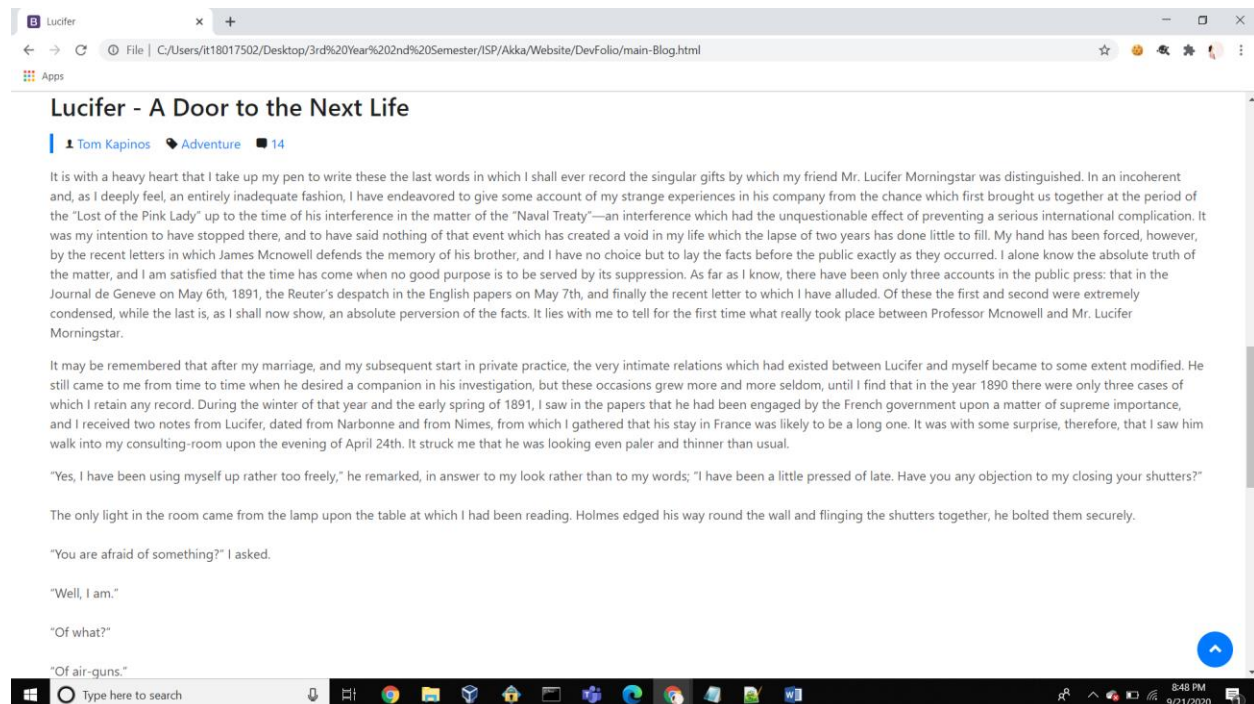 Lucifer
File | C:/Users/it18017502/Desktop/3rd%20Year%202nd%20Semester/ISP/Akka/Website/DevFolio/main-Blog.html
Apps
Lucifer - A Door to the Next Life
Tom Kapinos Adventure 14
It is with a heavy heart that I take up my pen to write these the last words in which I shall ever record the singular gifts by which my friend Mr. Lucifer Morningstar was distinguished. In an incoherent
and, as I deeply feel, an entirely inadequate fashion, I have endeavored to give some account of my strange experiences in his company from the chance which first brought us together at the period of
the “Lost of the Pink Lady” up to the time of his interference in the matter of the “Naval Treaty”—an interference which had the unquestionable effect of preventing a serious international complication. It
was my intention to have stopped there, and to have said nothing of that event which has created a void in my life which the lapse of two years has done little to fill. My hand has been forced, however,
by the recent letters in which James Mcnowell defends the memory of his brother, and I have no choice but to lay the facts before the public exactly as they occurred. I alone know the absolute truth of
the matter, and I am satisfied that the time has come when no good purpose is to be served by its suppression. As far as I know, there have been only three accounts in the public press: that in the
Journal de Geneve on May 6th, 1891, the Reuter’s despatch in the English papers on May 7th, and finally the recent letter to which I have alluded. Of these the first and second were extremely
condensed, while the last is, as I shall now show, an absolute perversion of the facts. It lies with me to tell for the first time what really took place between Professor Mcnowell and Mr. Lucifer
Morningstar.
It may be remembered that after my marriage, and my subsequent start in private practice, the very intimate relations which had existed between Lucifer and myself became to some extent modified. He
still came to me from time to time when he desired a companion in his investigation, but these occasions grew more and more seldom, until I find that in the year 1890 there were only three cases of
which I retain any record. During the winter of that year and the early spring of 1891, I saw in the papers that he had been engaged by the French government upon a matter of supreme importance,
and I received two notes from Lucifer, dated from Narbonne and from Nimes, from which I gathered that his stay in France was likely to be a long one. It was with some surprise, therefore, that I saw him
walk into my consulting-room upon the evening of April 24th. It struck me that he was looking even paler and thinner than usual.
“Yes, I have been using myself up rather too freely,” he remarked, in answer to my look rather than to my words; “I have been a little pressed of late. Have you any objection to my closing your shutters?”
The only light in the room came from the lamp upon the table at which I had been reading. Holmes edged his way round the wall and flinging the shutters together, he bolted them securely.
“You are afraid of something?” I asked.
“Well, I am.”
“Of what?”
“Of air-guns.”
Type here to search
8:48 PM
9/21/2020